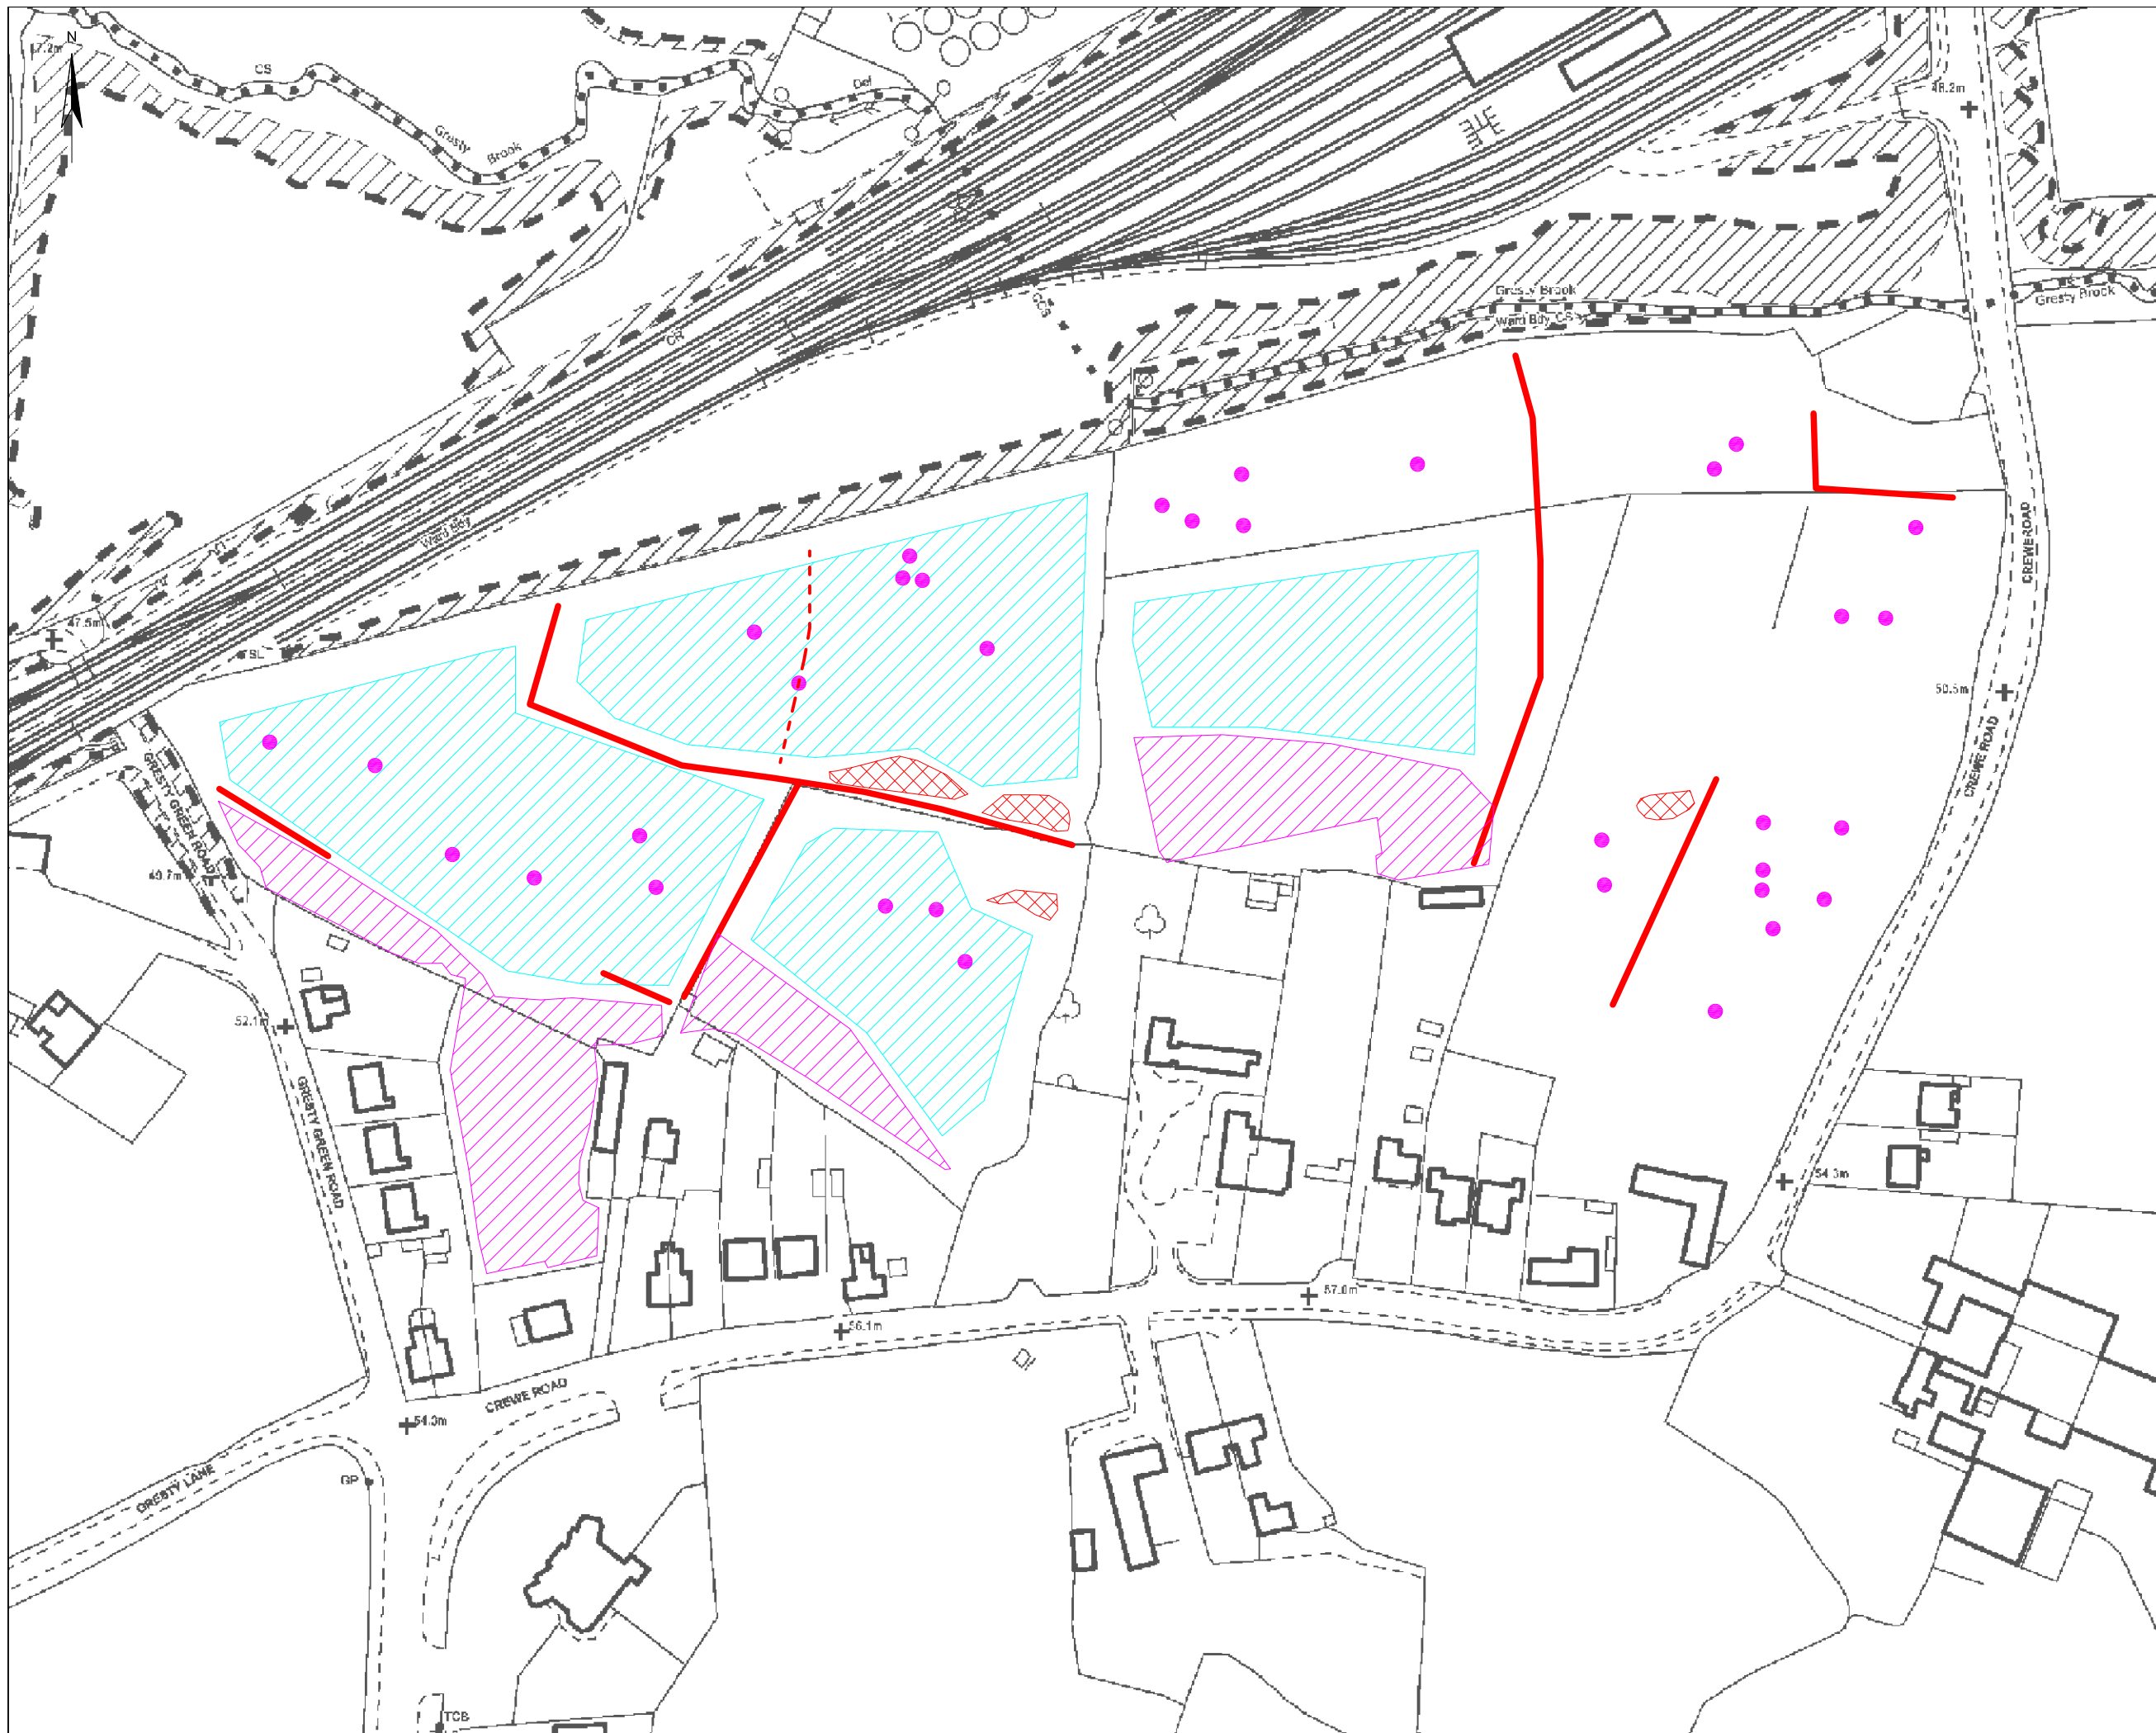 N
CS
Gresty
Brook
Def
48.2m
CR
Gresty Brook
Ward Bdy CS
Gresty Brook
Ward Bdy
47.5m
SL
CREWE ROAD
50.5m
CREWE ROAD
GRESTY GREEN ROAD
49.7m
52.1m
GRESTY GREEN ROAD
54.3m
57.0m
56.1m
CREWE ROAD
54.3m
GRESTY LANE
GP
TCB